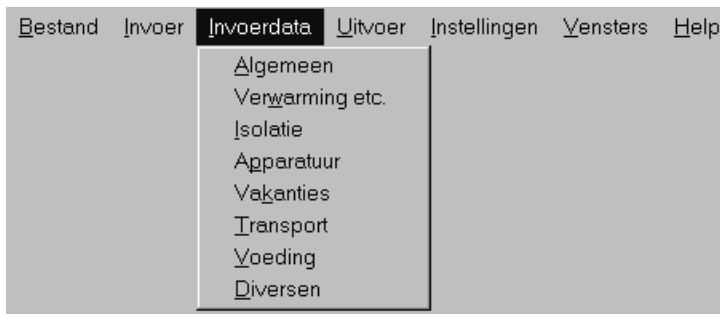 Bestand Invoer Invoerdata Uitvoer Instellingen Vensters Help
Algemeen
Verwarming etc.
Isolatie
Apparatuur
Vakanties
Transport
Voeding
Diversen